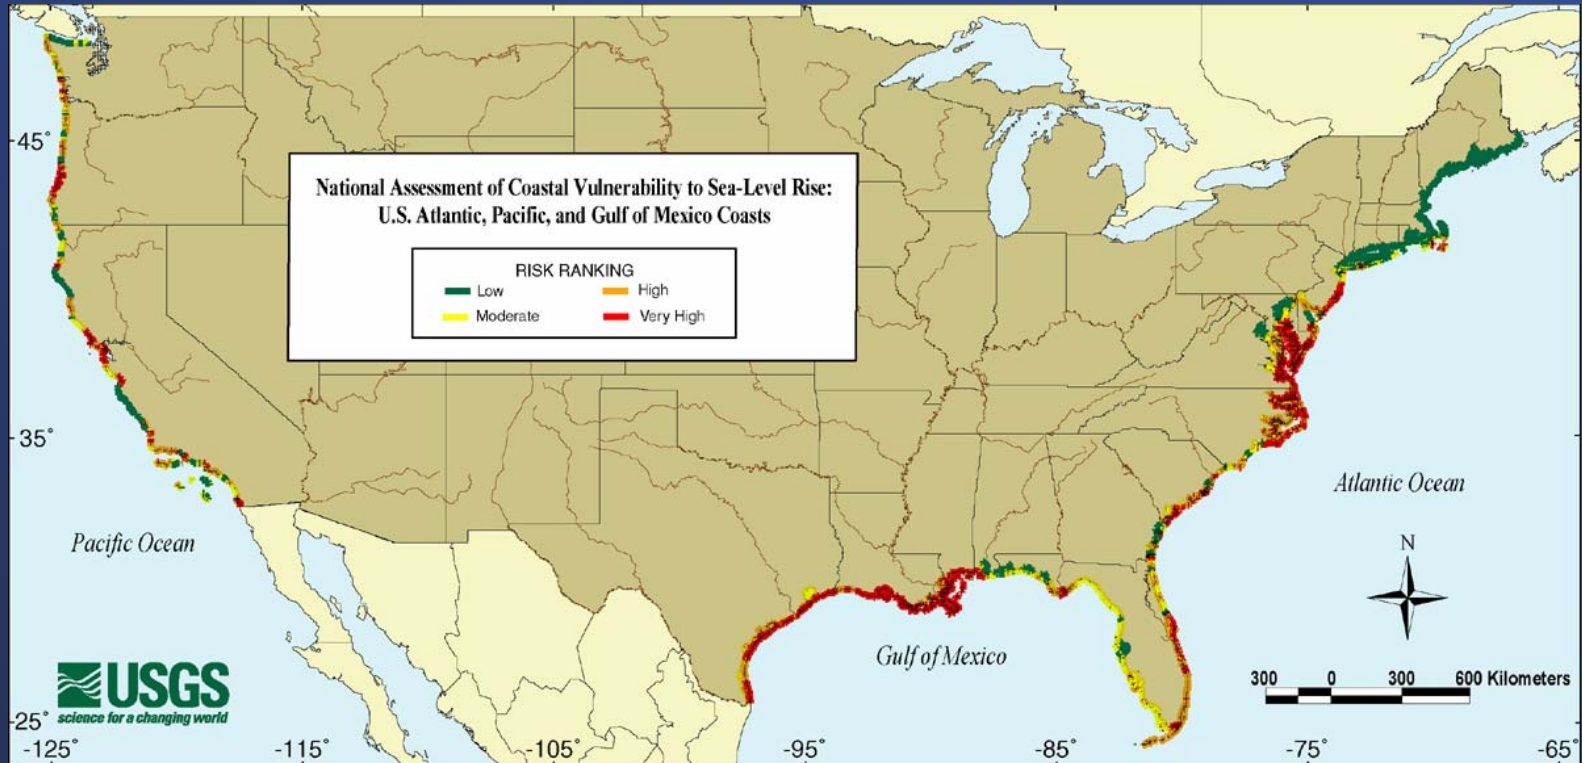 National Assessment of Coastal Vulnerability to Sea-Level Rise:
U.S. Atlantic, Pacific, and Gulf of Mexico Coasts
RISK RANKING
Low
High
Moderate
Very High
45°
35°
25°
Pacific Ocean
Atlantic Ocean
Gulf of Mexico
N
300 0 300 600 Kilometers
USGS
science for a changing world
-125° -115° -105° -95° -85° -75° -65°